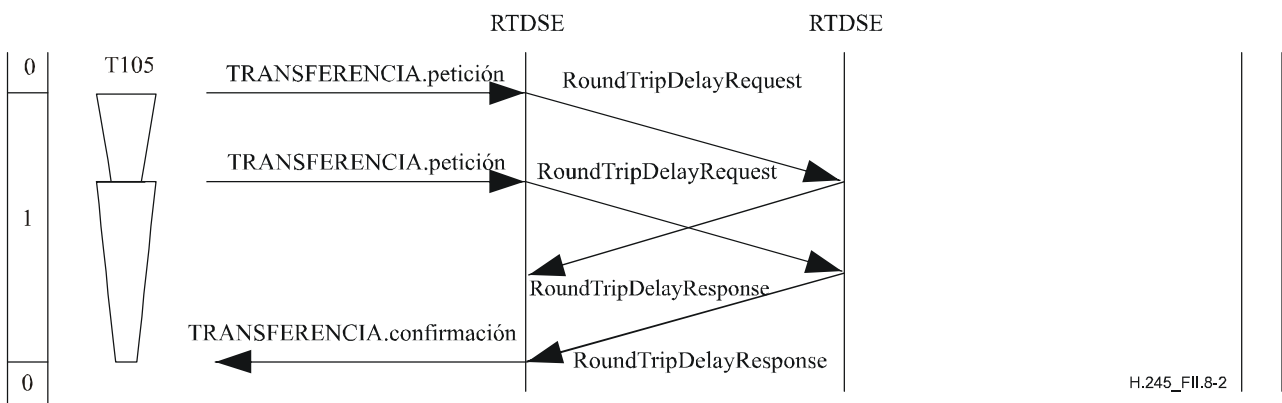 RTDSE
RTDSE
0
T105
TRANSFERENCIA.petición
RoundTripDelayRequest
TRANSFERENCIA.petición
RoundTripDelayRequest
1
RoundTripDelayResponse
TRANSFERENCIA.confirmación
RoundTripDelayResponse
0
H.245_FII.8-2